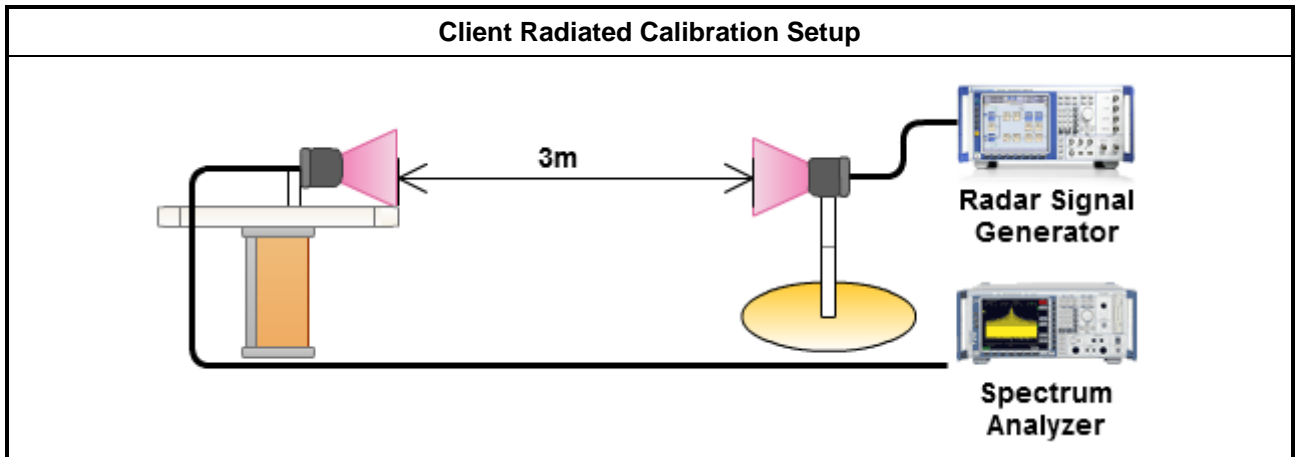 Client Radiated Calibration Setup
3m
Radar Signal
Generator
Spectrum
Analyzer